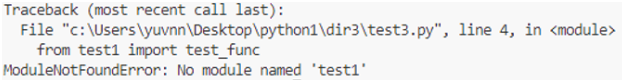 Traceback (most recent call last):
  File "c:\Users\yuvnn\Desktop\python1\dir3\test3.py", line 4, in <module>
    from test1 import test_func
ModuleNotFoundError: No module named 'test1'